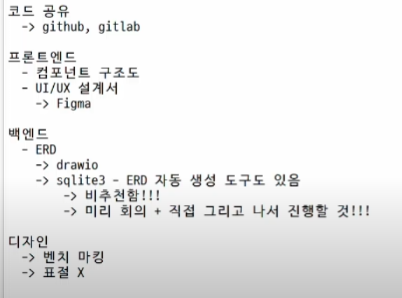 코드 공유
-> github, gitlab
프론트엔드
- 컴포넌트 구조도
- UI/UX 설계서
-> Figma
백엔드
- ERD
-> drawio
-> sqlite3 - ERD 자동 생성 도구도 있음
-> 비추천함!!!
-> 미리 회의 + 직접 그리고 나서 진행할 것!!!
디자인
-> 벤치 마킹
-> 표절 X